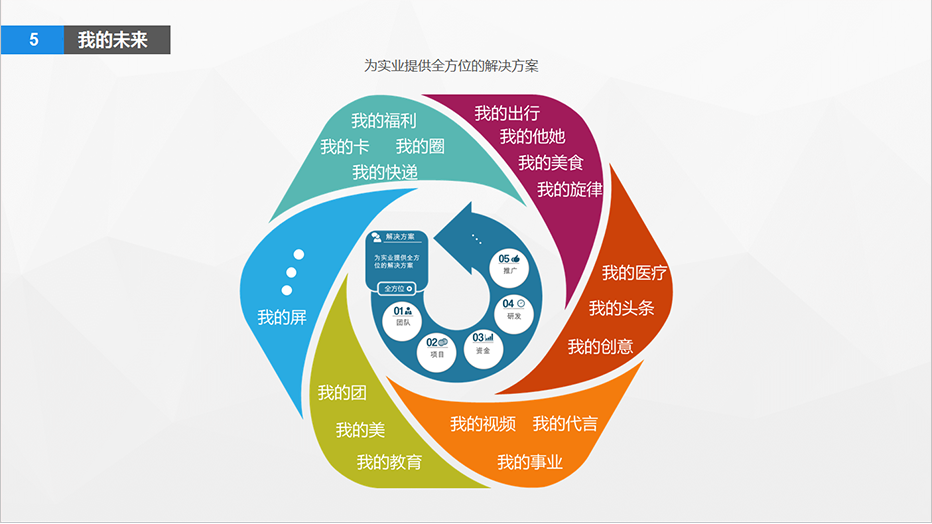 5 我的未来
为实业提供全方位的解决方案
我的福利
我的卡 我的圈
我的快递
我的出行
我的他她
我的美食
我的旋律
我的医疗
我的头条
我的创意
我的视频 我的代言
我的事业
我的团
我的美
我的教育
我的屏
解决方案
为实业提供全方
位的解决方案
全方位
01
团队
02
项目
03
资金
04
研发
05
推广